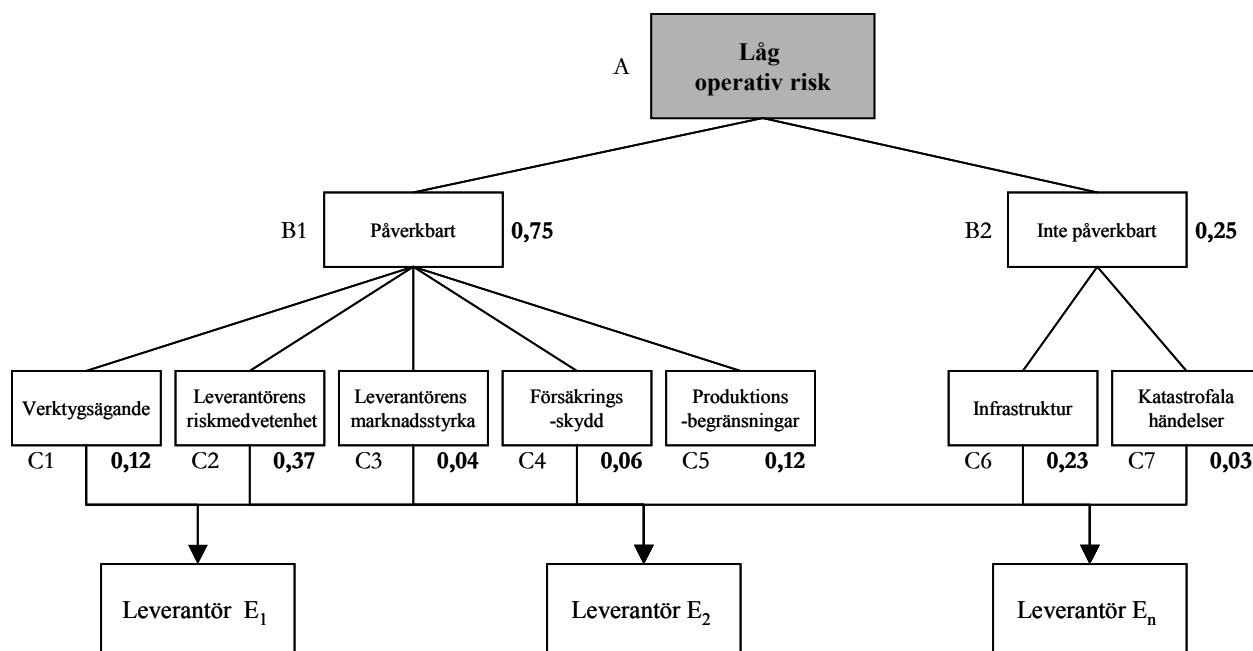 A
Låg
operativ risk
B1
Påverkbart
0,75
B2
Inte påverkbart
0,25
Verktygsägande
Leverantörens
riskmedvetenhet
Leverantörens
marknadsstyrka
Försäkrings
-skydd
Produktions
-begränsningar
Infrastruktur
Katastrofala
händelser
C1
0,12
C2
0,37
C3
0,04
C4
0,06
C5
0,12
C6
0,23
C7
0,03
Leverantör E1
Leverantör E2
Leverantör En